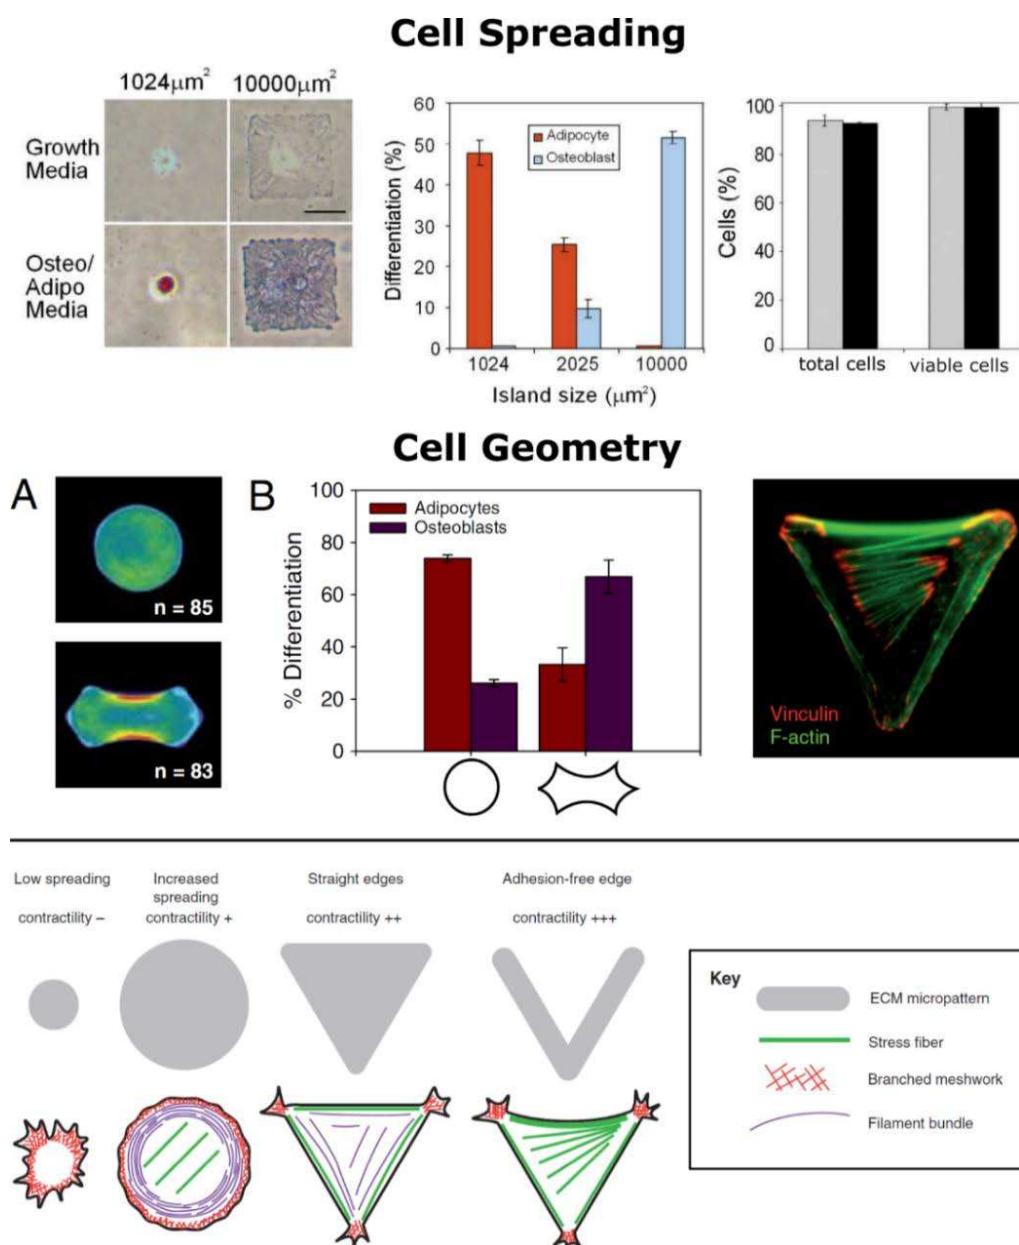 Cell Spreading
1024μm²
10000μm²
Growth
Media
Osteo/
Adipo
Media
Differentiation (%)
60
50
40
30
20
10
0
Adipocyte
Osteoblast
1024
2025
10000
Island size (μm²)
Cells (%)
100
80
60
40
20
0
total cells
viable cells
Cell Geometry
A
n = 85
n = 83
B
% Differentiation
100
80
60
40
20
0
Adipocytes
Osteoblasts
Vinculin
F-actin
Low spreading
contractility –
Increased
spreading
contractility +
Straight edges
contractility ++
Adhesion-free edge
contractility +++
Key
ECM micropattern
Stress fiber
Branched meshwork
Filament bundle